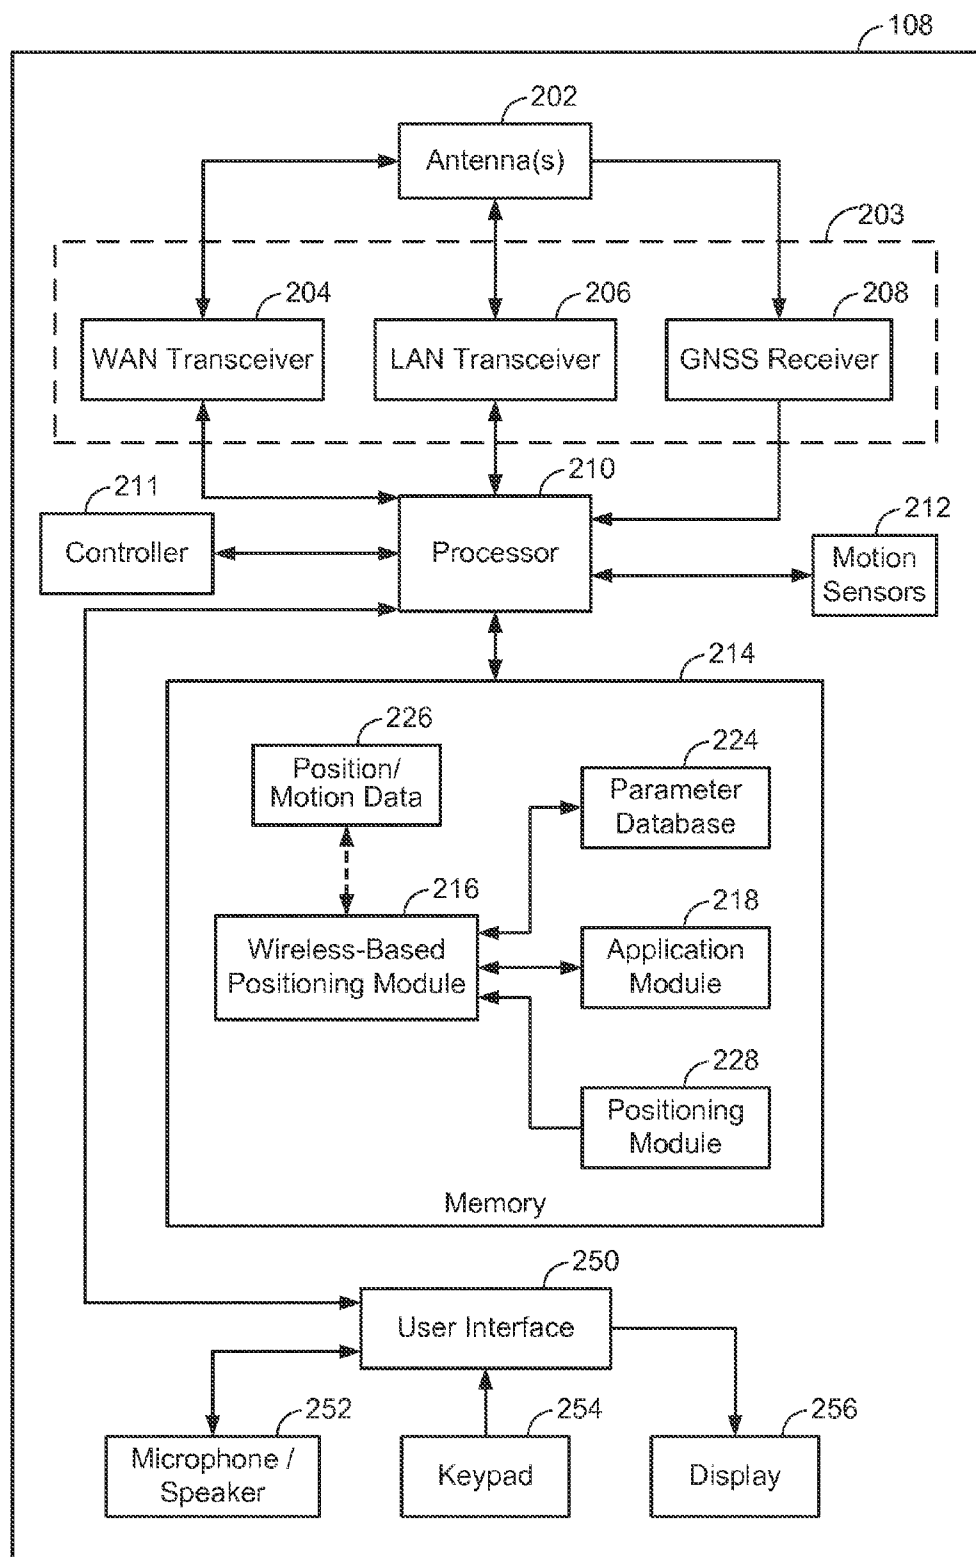 108
202
Antenna(s)
203
204
206
208
WAN Transceiver
LAN Transceiver
GNSS Receiver
210
211
212
Controller
Processor
Motion
Sensors
214
226
224
Position/
Motion Data
Parameter
Database
216
218
Wireless-Based
Positioning Module
Application
Module
228
Positioning
Module
Memory
250
User Interface
252
254
256
Microphone /
Speaker
Keypad
Display